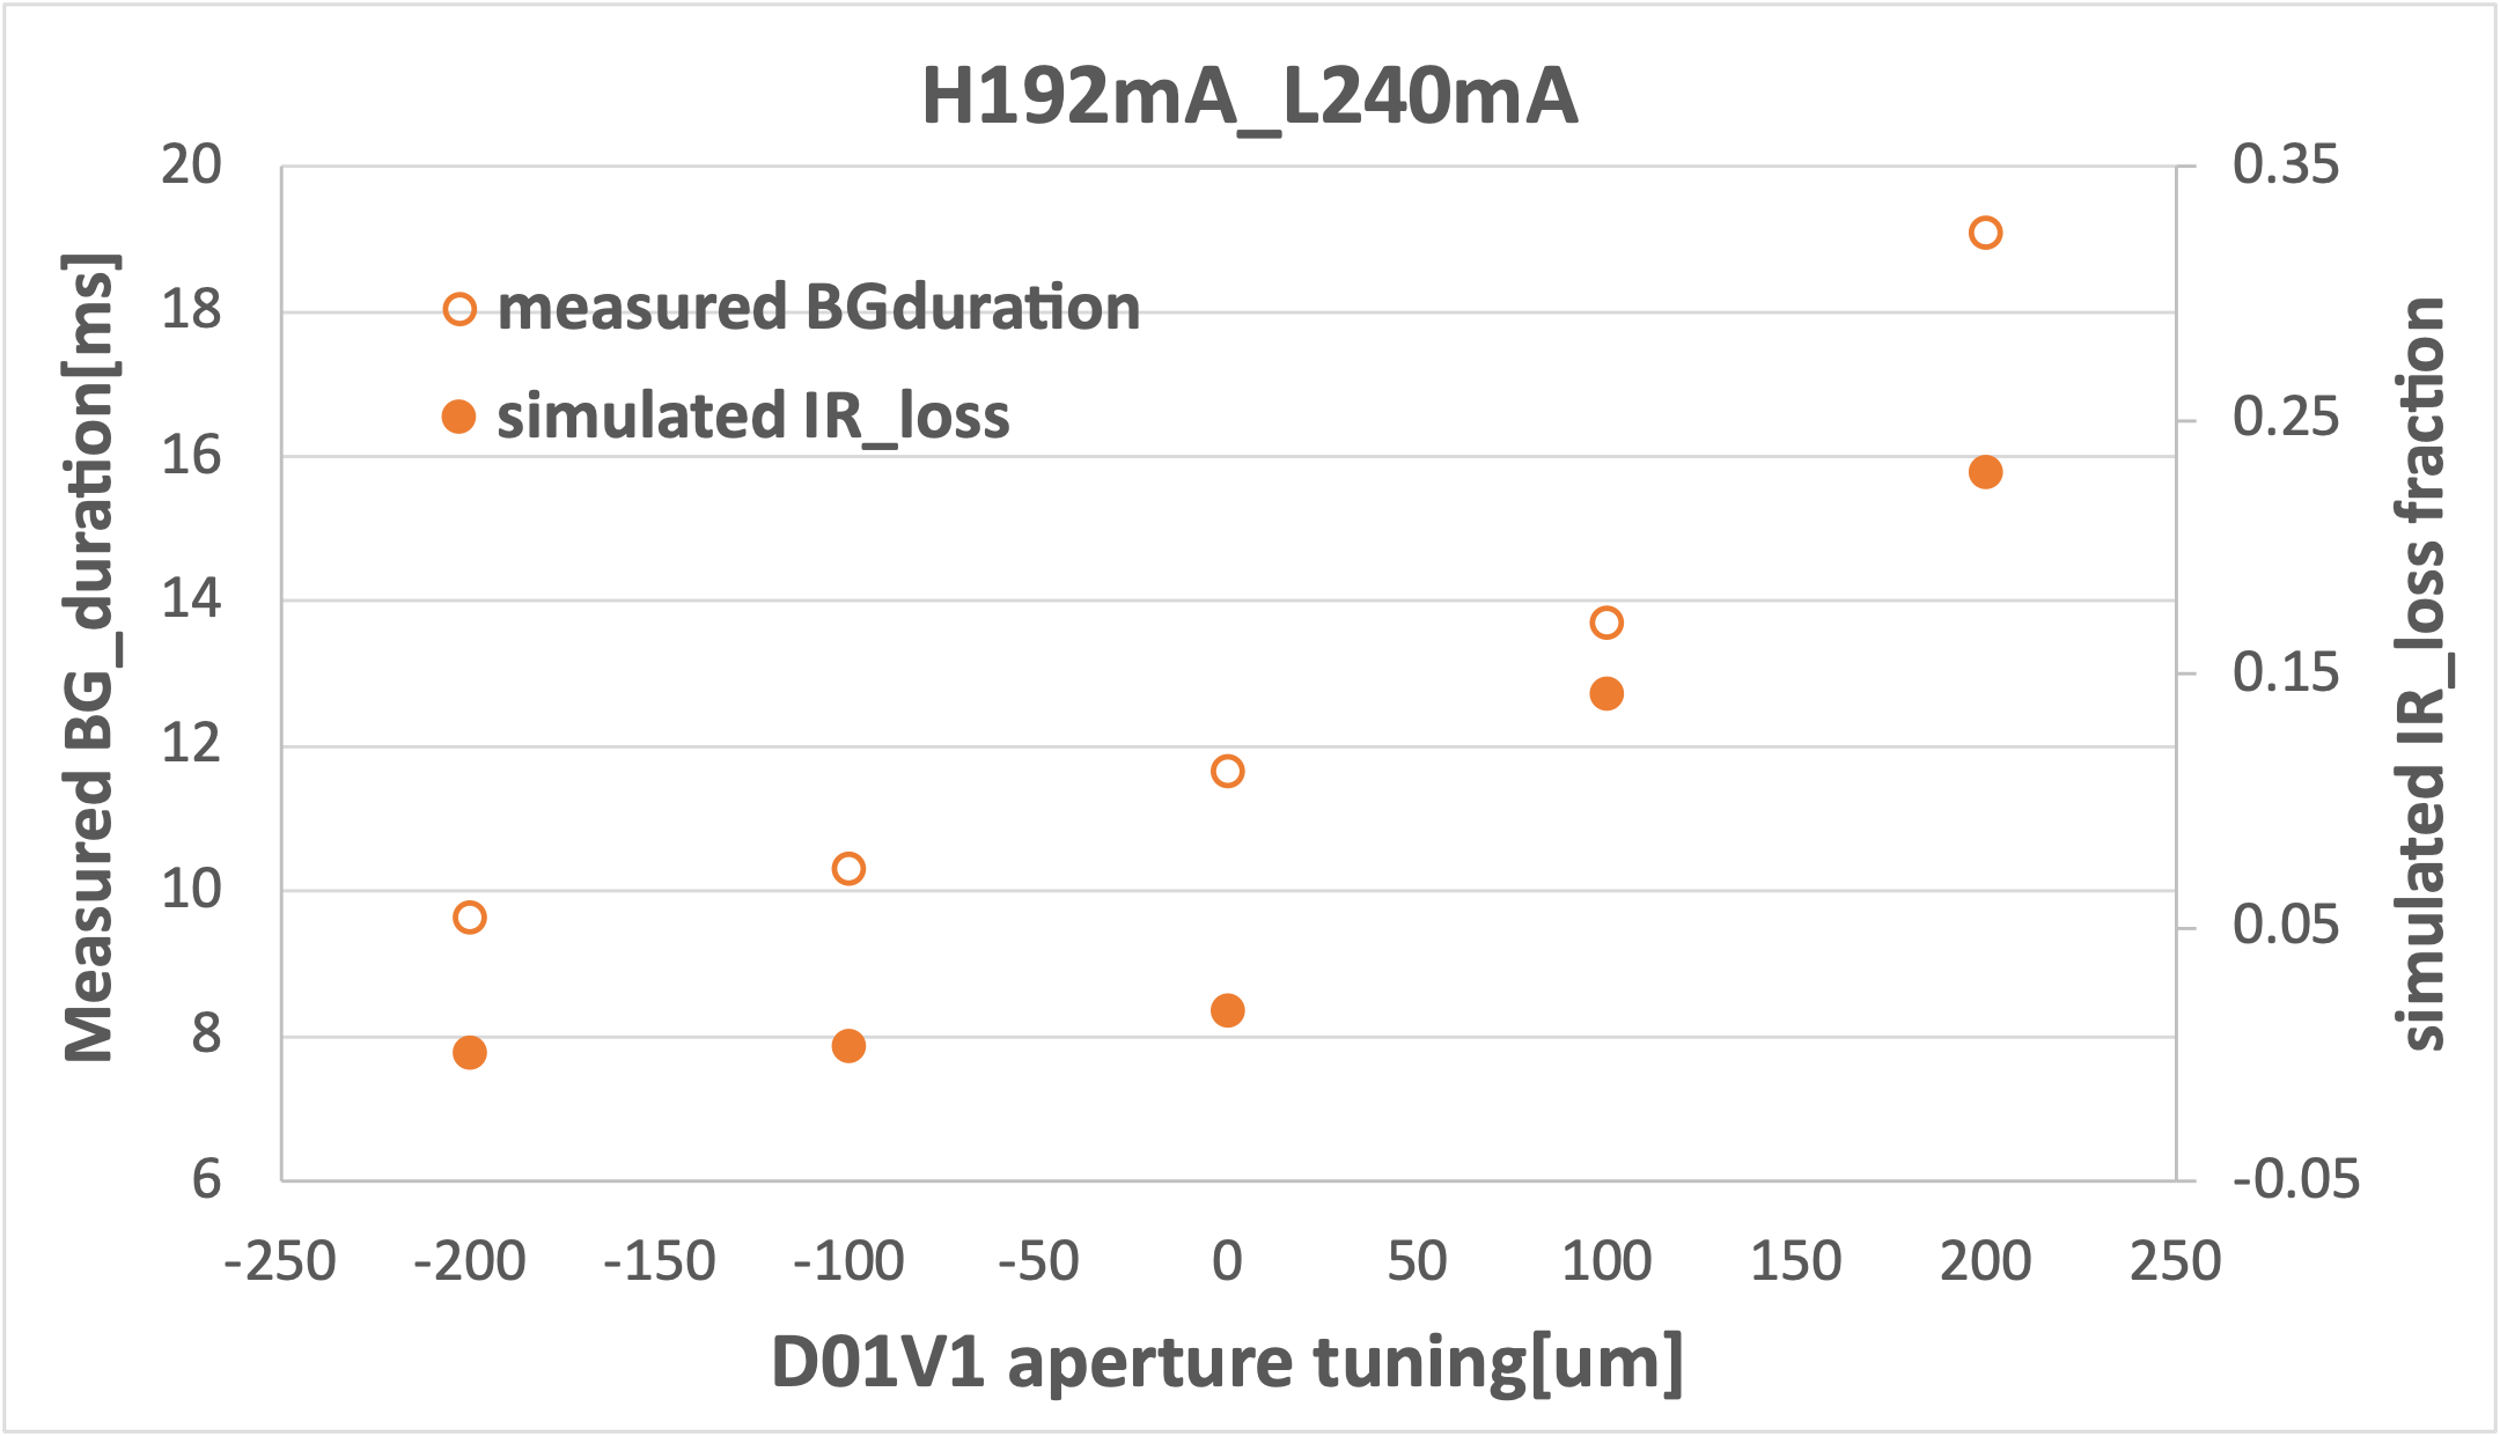 H192mA_L240mA
20
18
16
14
12
10
8
6
0.35
0.25
0.15
0.05
-0.05
measured BGduration
simulated IR_loss
Measured BG_duration[ms]
simulated IR_loss fraction
-250 -200 -150 -100 -50 0 50 100 150 200 250
D01V1 aperture tuning[um]